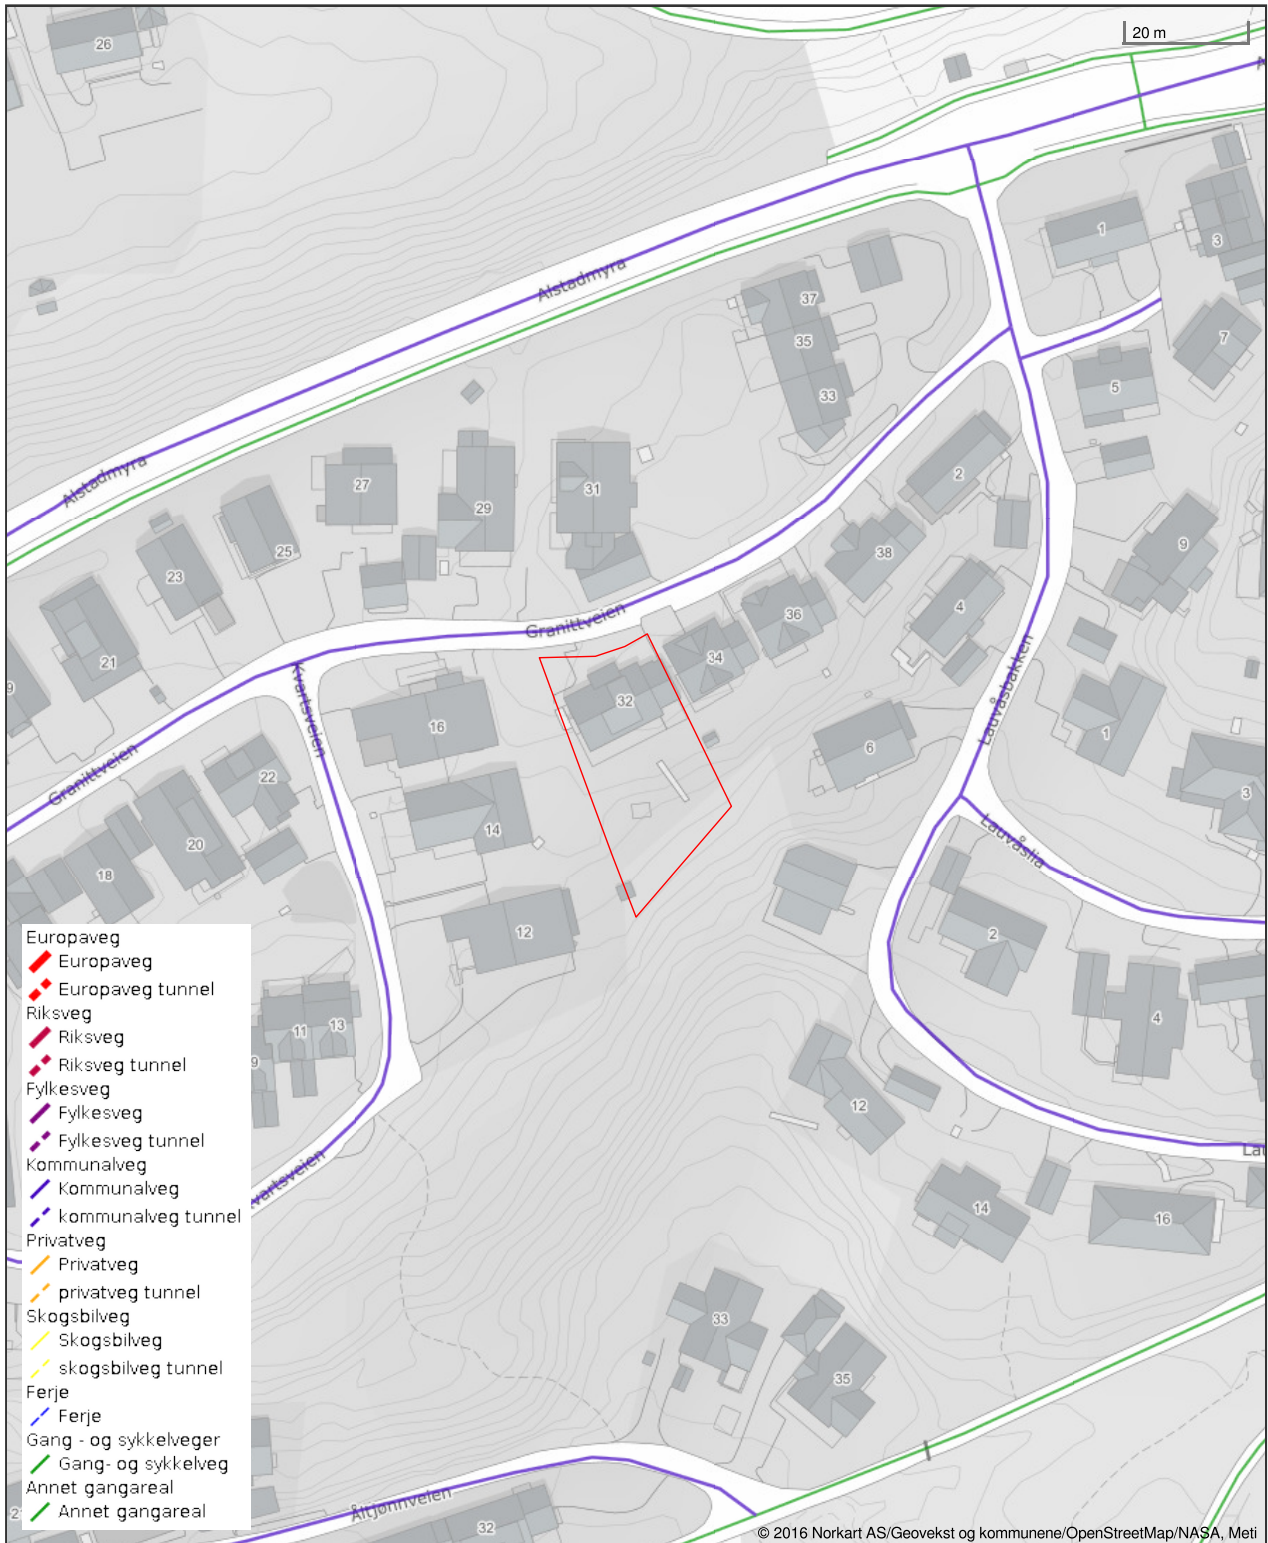 26
20 m
Alstadmyra
1
3
37
35
33
7
5
Alstadmyra
27
29
31
25
23
2
38
9
21
9
Granittveien
36
34
4
32
Kvartsveien
16
Lauvåsbakken
1
6
Granittveien
22
3
20
14
Lauvåslia
18
12
2
11
13
9
4
12
Kvartsveien
14
16
33
35
Åltjønnveien
32
Europaveg
Europaveg
Europaveg tunnel
Riksveg
Riksveg
Riksveg tunnel
Fylkesveg
Fylkesveg
Fylkesveg tunnel
Kommunalveg
Kommunalveg
kommunalveg tunnel
Privatveg
Privatveg
privatveg tunnel
Skogsbilveg
Skogsbilveg
skogsbilveg tunnel
Ferje
Ferje
Gang - og sykkelveger
Gang- og sykkelveg
Annet gangareal
Annet gangareal
© 2016 Norkart AS/Geovekst og kommunene/OpenStreetMap/NASA, Meti